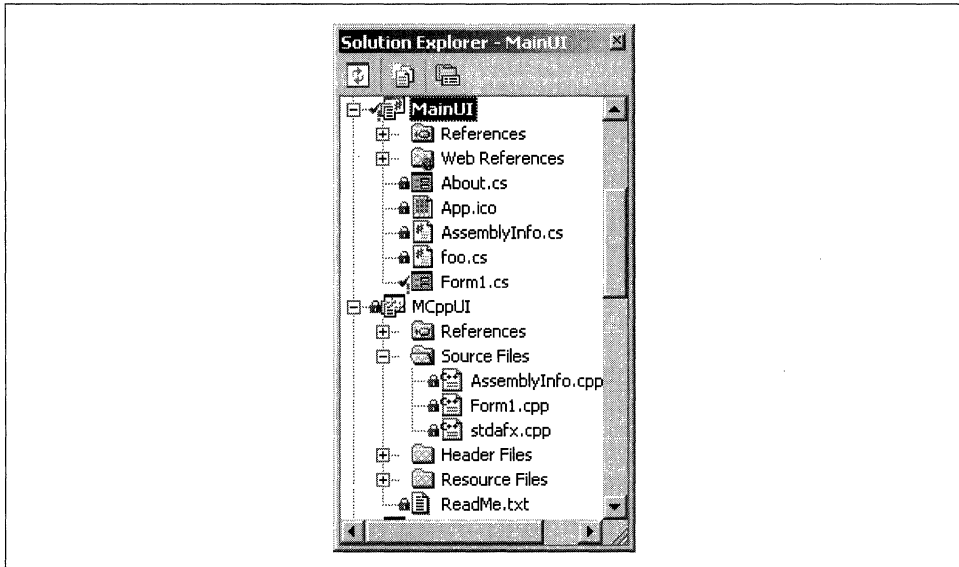 Solution Explorer - MainUI
MainUI
References
Web References
About.cs
App.ico
AssemblyInfo.cs
foo.cs
Form1.cs
MCppUI
References
Source Files
AssemblyInfo.cpp
Form1.cpp
stdafx.cpp
Header Files
Resource Files
ReadMe.txt